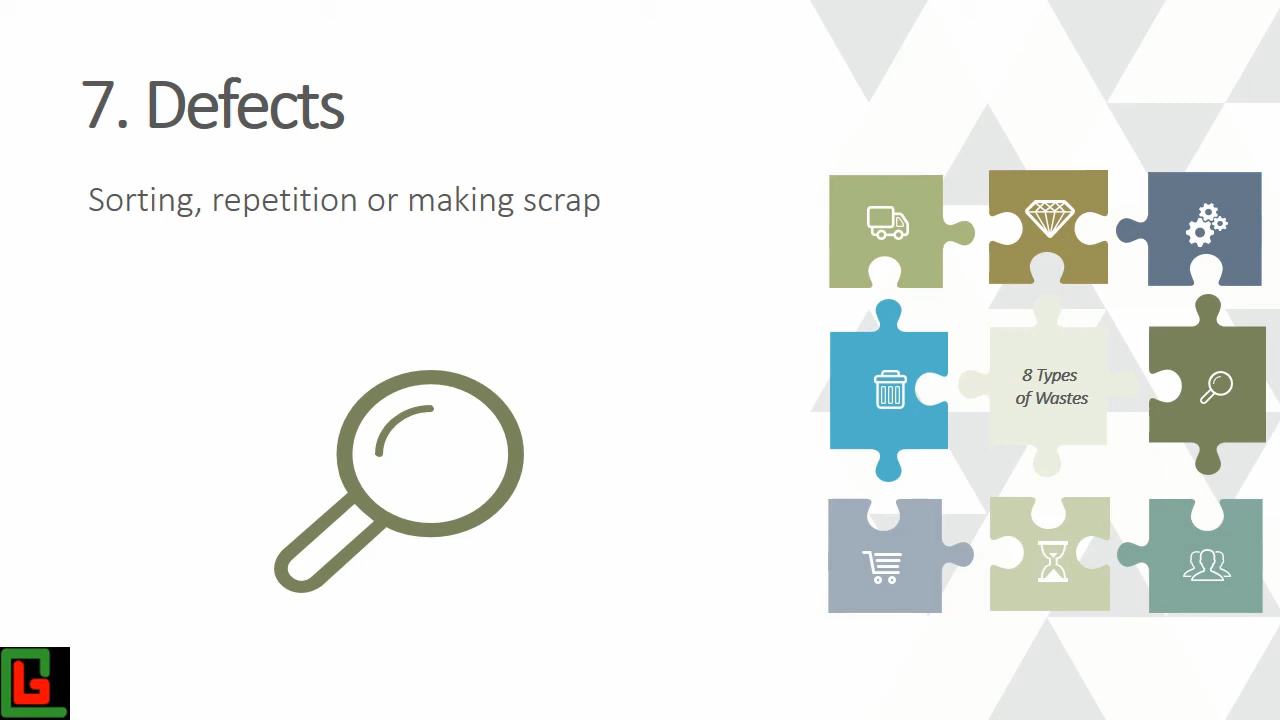 7. Defects
Sorting, repetition or making scrap
8 Types
of Wastes